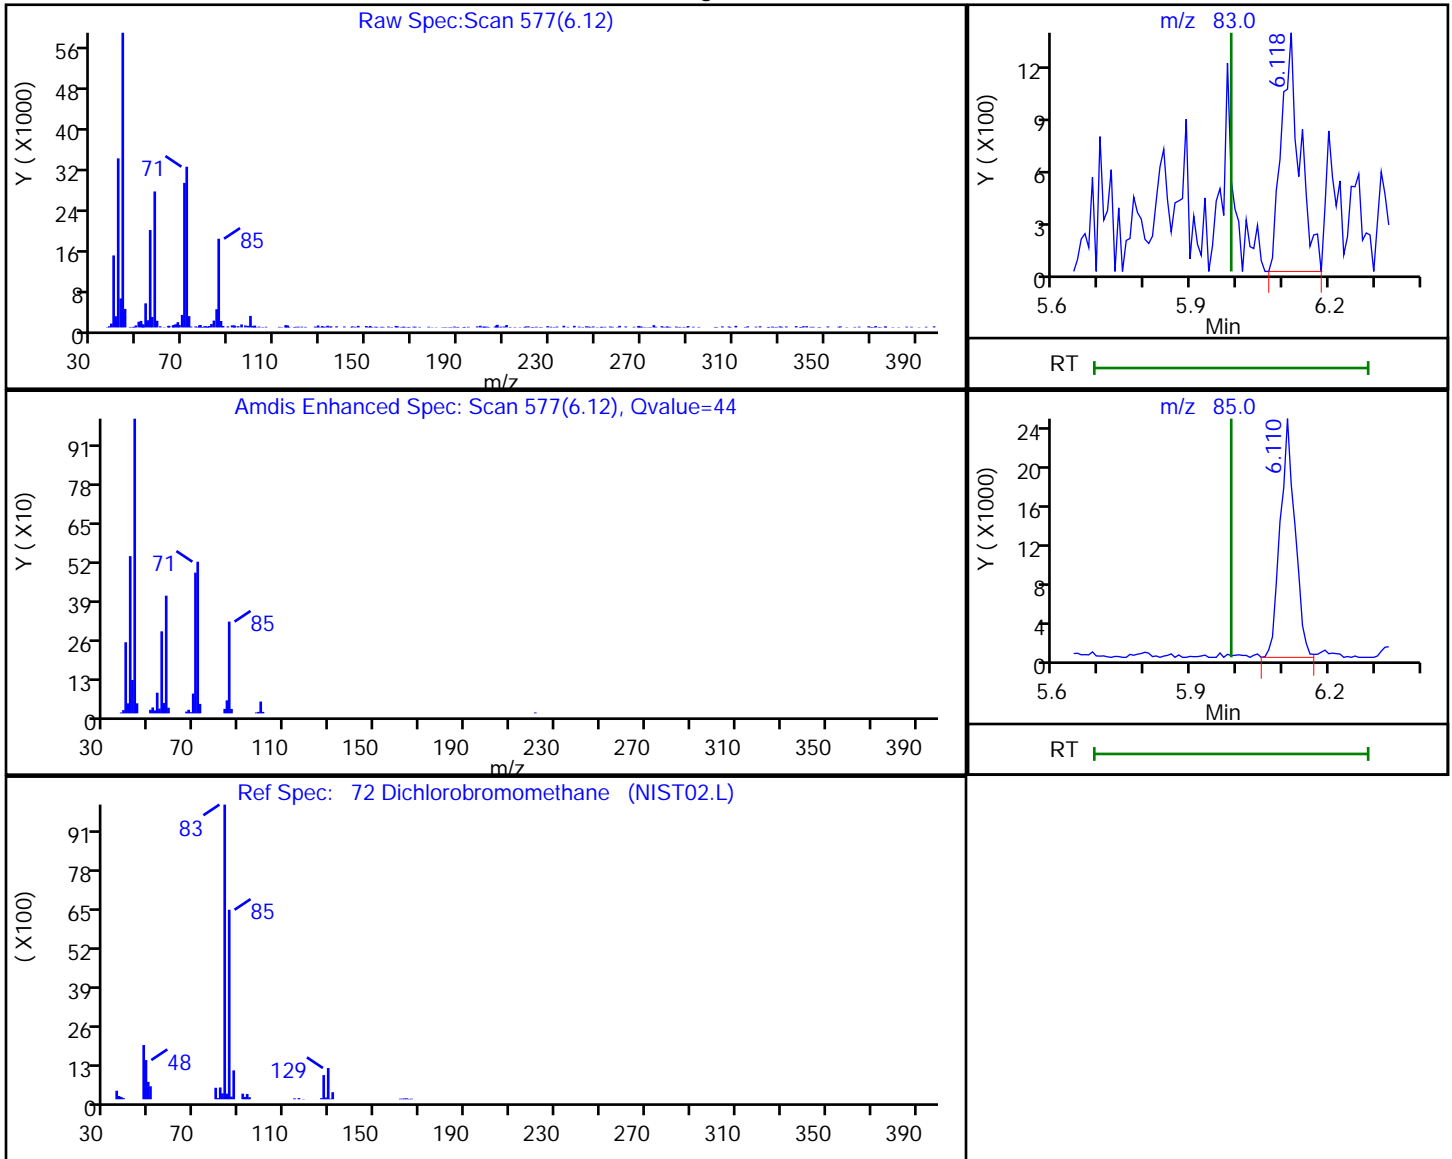 Raw Spec:Scan 577(6.12)
Y ( X1000)
56
48
40
32
24
16
8
0
71
85
30 70 110 150 190 230 270 310 350 390
m/z
m/z 83.0
Y ( X100)
12
9
6
3
0
6.118
5.6 5.9 6.2
Min
RT
Amdis Enhanced Spec: Scan 577(6.12), Qvalue=44
Y ( X10)
91
78
65
52
39
26
13
0
71
85
30 70 110 150 190 230 270 310 350 390
m/z
m/z 85.0
Y ( X1000)
24
20
16
12
8
4
0
6.110
5.6 5.9 6.2
Min
RT
Ref Spec: 72 Dichlorobromomethane (NIST02.L)
( X100)
91
78
65
52
39
26
13
0
83
85
48
129
30 70 110 150 190 230 270 310 350 390